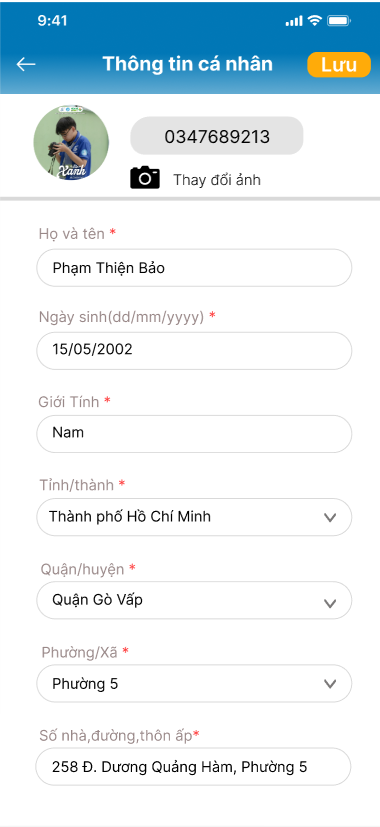 9:41
Thông tin cá nhân
Lưu
Xanh
0347689213
Thay đổi ảnh
Họ và tên *
Phạm Thiện Bảo
Ngày sinh(dd/mm/yyyy) *
15/05/2002
Giới Tính *
Nam
Tỉnh/thành *
Thành phố Hồ Chí Minh
Quận/huyện *
Quận Gò Vấp
Phường/Xã *
Phường 5
Số nhà,đường,thôn ấp*
258 Đ. Dương Quảng Hàm, Phường 5